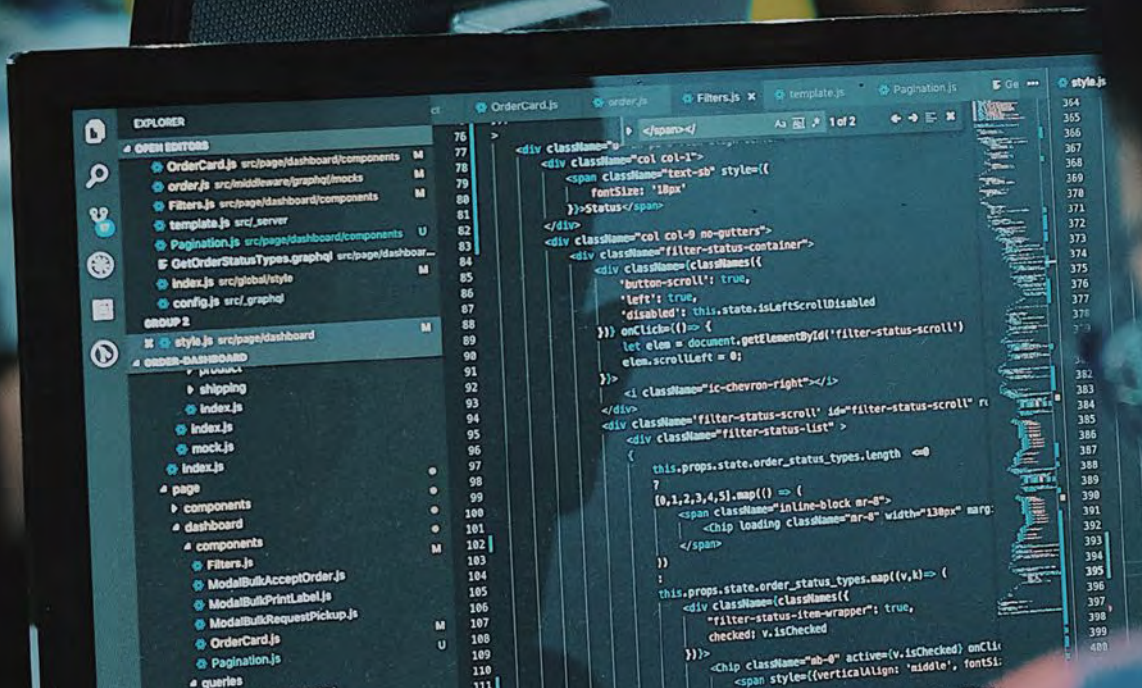 EXPLORER
OPEN EDITORS
OrderCard.js src/page/dashboard/components M
order.js src/middleware/graphql/mocks M
Filters.js src/page/dashboard/components M
template.js src/_server
Pagination.js src/page/dashboard/components U
GetOrderStatusTypes.graphql src/page/dashboar...
index.js src/global/style M
config.js src/_graphql
GROUP 2
style.js src/page/dashboard M
ORDER-DASHBOARD
product
shipping
index.js
index.js
mock.js
index.js
page
components
dashboard
components
Filters.js M
ModalBulkAcceptOrder.js
ModalBulkPrintLabel.js
ModalBulkRequestPickup.js
OrderCard.js M
Pagination.js U
queries
OrderCard.js order.js Filters.js × template.js Pagination.js Ge ••• style.js
</span></ Aa 1 of 2
76 >
77 <div className=
78 <div className="col col-1">
79 <span className="text-sb" style={{
80 fontSize: '18px'
81 }}>Status</span>
82 </div>
83 <div className="col col-9 no-gutters">
84 <div className="filter-status-container">
85 <div className={classNames({
86 'button-scroll': true,
87 'left': true,
88 'disabled': this.state.isLeftScrollDisabled
89 })} onClick={()=> {
90 let elem = document.getElementById('filter-status-scroll')
91 elem.scrollLeft = 0;
92 }}>
93 <i className="ic-chevron-right"></i>
94 </div>
95 <div className='filter-status-scroll' id="filter-status-scroll"
96 <div className="filter-status-list" >
97 {
98 this.props.state.order_status_types.length <=0
99 ?
100 [0,1,2,3,4,5].map(() => (
101 <span className="inline-block mr-8">
102 <Chip loading className="mr-8" width="130px" marg
103 </span>
104 ))
105 :
106 this.props.state.order_status_types.map((v,k)=> (
107 <div className={classNames({
108 "filter-status-item-wrapper": true,
109 checked: v.isChecked
110 })}>
111 <Chip className="mb-0" active={v.isChecked} onClic
<span style={{verticalAlign: 'middle', fontSi
364
365
366
367
368
369
370
371
372
373
374
375
376
377
378
382
383
384
385
386
387
388
389
390
391
392
393
394
395
396
397
398
399
400